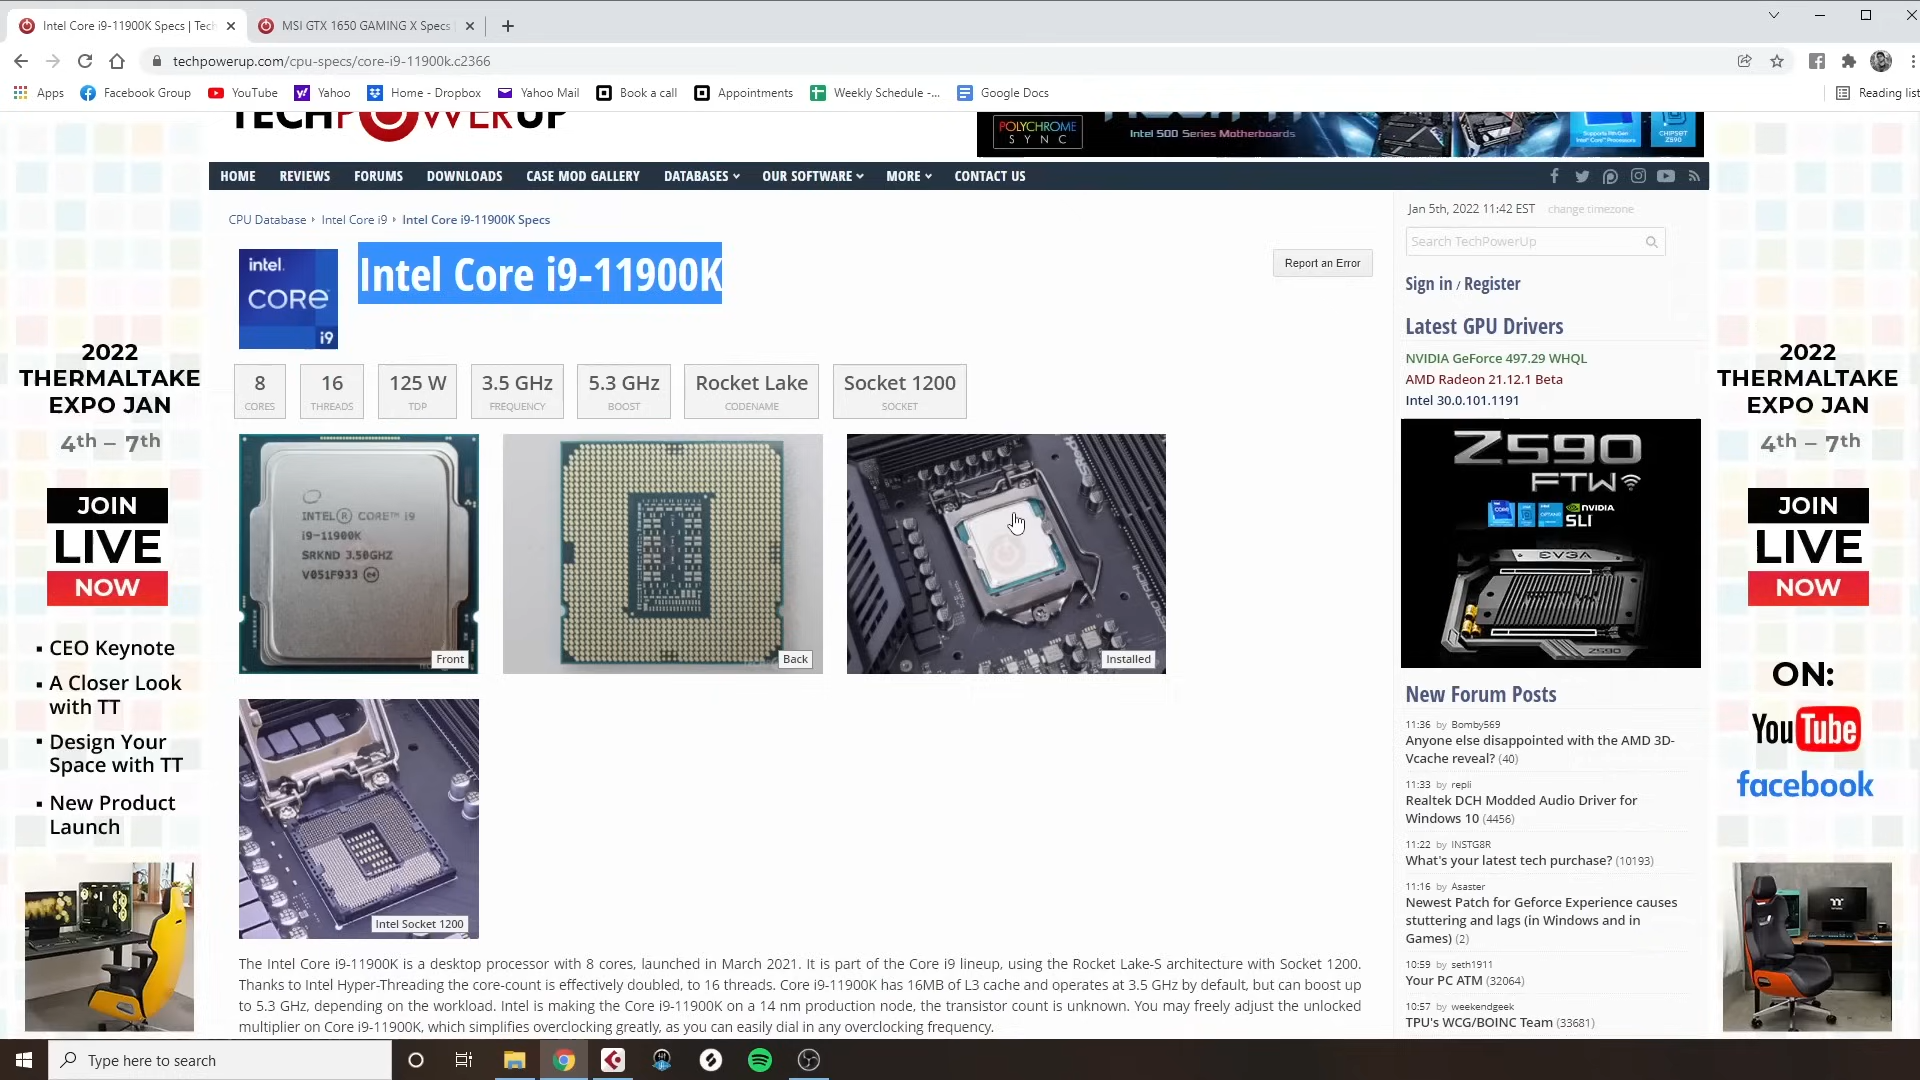 Intel Core i9-11900K Specs | Tech
MSI GTX 1650 GAMING X Specs
techpowerup.com/cpu-specs/core-i9-11900k.c2366
Apps
Facebook Group
YouTube
Yahoo
Home - Dropbox
Yahoo Mail
Book a call
Appointments
Weekly Schedule -...
Google Docs
Reading list
TECHPOWERUP
POLYCHROME
SYNC
Intel 500 Series Motherboards
CHIPSET
Z590
HOME
REVIEWS
FORUMS
DOWNLOADS
CASE MOD GALLERY
DATABASES
OUR SOFTWARE
MORE
CONTACT US
CPU Database
Intel Core i9
Intel Core i9-11900K Specs
Jan 5th, 2022 11:42 EST change timezone
Search TechPowerUp
intel.
CORE
i9
Intel Core i9-11900K
Report an Error
Sign in / Register
Latest GPU Drivers
NVIDIA GeForce 497.29 WHQL
AMD Radeon 21.12.1 Beta
Intel 30.0.101.1191
8
CORES
16
THREADS
125 W
TDP
3.5 GHz
FREQUENCY
5.3 GHz
BOOST
Rocket Lake
CODENAME
Socket 1200
SOCKET
INTEL® CORE™ i9
i9-11900K
SRKND 3.50GHZ
V051F933 e4
Front
Back
Installed
Intel Socket 1200
The Intel Core i9-11900K is a desktop processor with 8 cores, launched in March 2021. It is part of the Core i9 lineup, using the Rocket Lake-S architecture with Socket 1200.
Thanks to Intel Hyper-Threading the core-count is effectively doubled, to 16 threads. Core i9-11900K has 16MB of L3 cache and operates at 3.5 GHz by default, but can boost up
to 5.3 GHz, depending on the workload. Intel is making the Core i9-11900K on a 14 nm production node, the transistor count is unknown. You may freely adjust the unlocked
multiplier on Core i9-11900K, which simplifies overclocking greatly, as you can easily dial in any overclocking frequency.
Z590
FTW
NVIDIA
SLI
EVGA
Z590
New Forum Posts
11:36 by Bomby569
Anyone else disappointed with the AMD 3D-
Vcache reveal? (40)
11:33 by repli
Realtek DCH Modded Audio Driver for
Windows 10 (4456)
11:22 by INSTG8R
What's your latest tech purchase? (10193)
11:16 by Asaster
Newest Patch for Geforce Experience causes
stuttering and lags (in Windows and in
Games) (2)
10:59 by seth1911
Your PC ATM (32064)
10:57 by weekendgeek
TPU's WCG/BOINC Team (33681)
2022
THERMALTAKE
EXPO JAN
4th – 7th
JOIN
LIVE
NOW
▪ CEO Keynote
▪ A Closer Look
with TT
▪ Design Your
Space with TT
▪ New Product
Launch
2022
THERMALTAKE
EXPO JAN
4th – 7th
JOIN
LIVE
NOW
ON:
YouTube
facebook
Type here to search